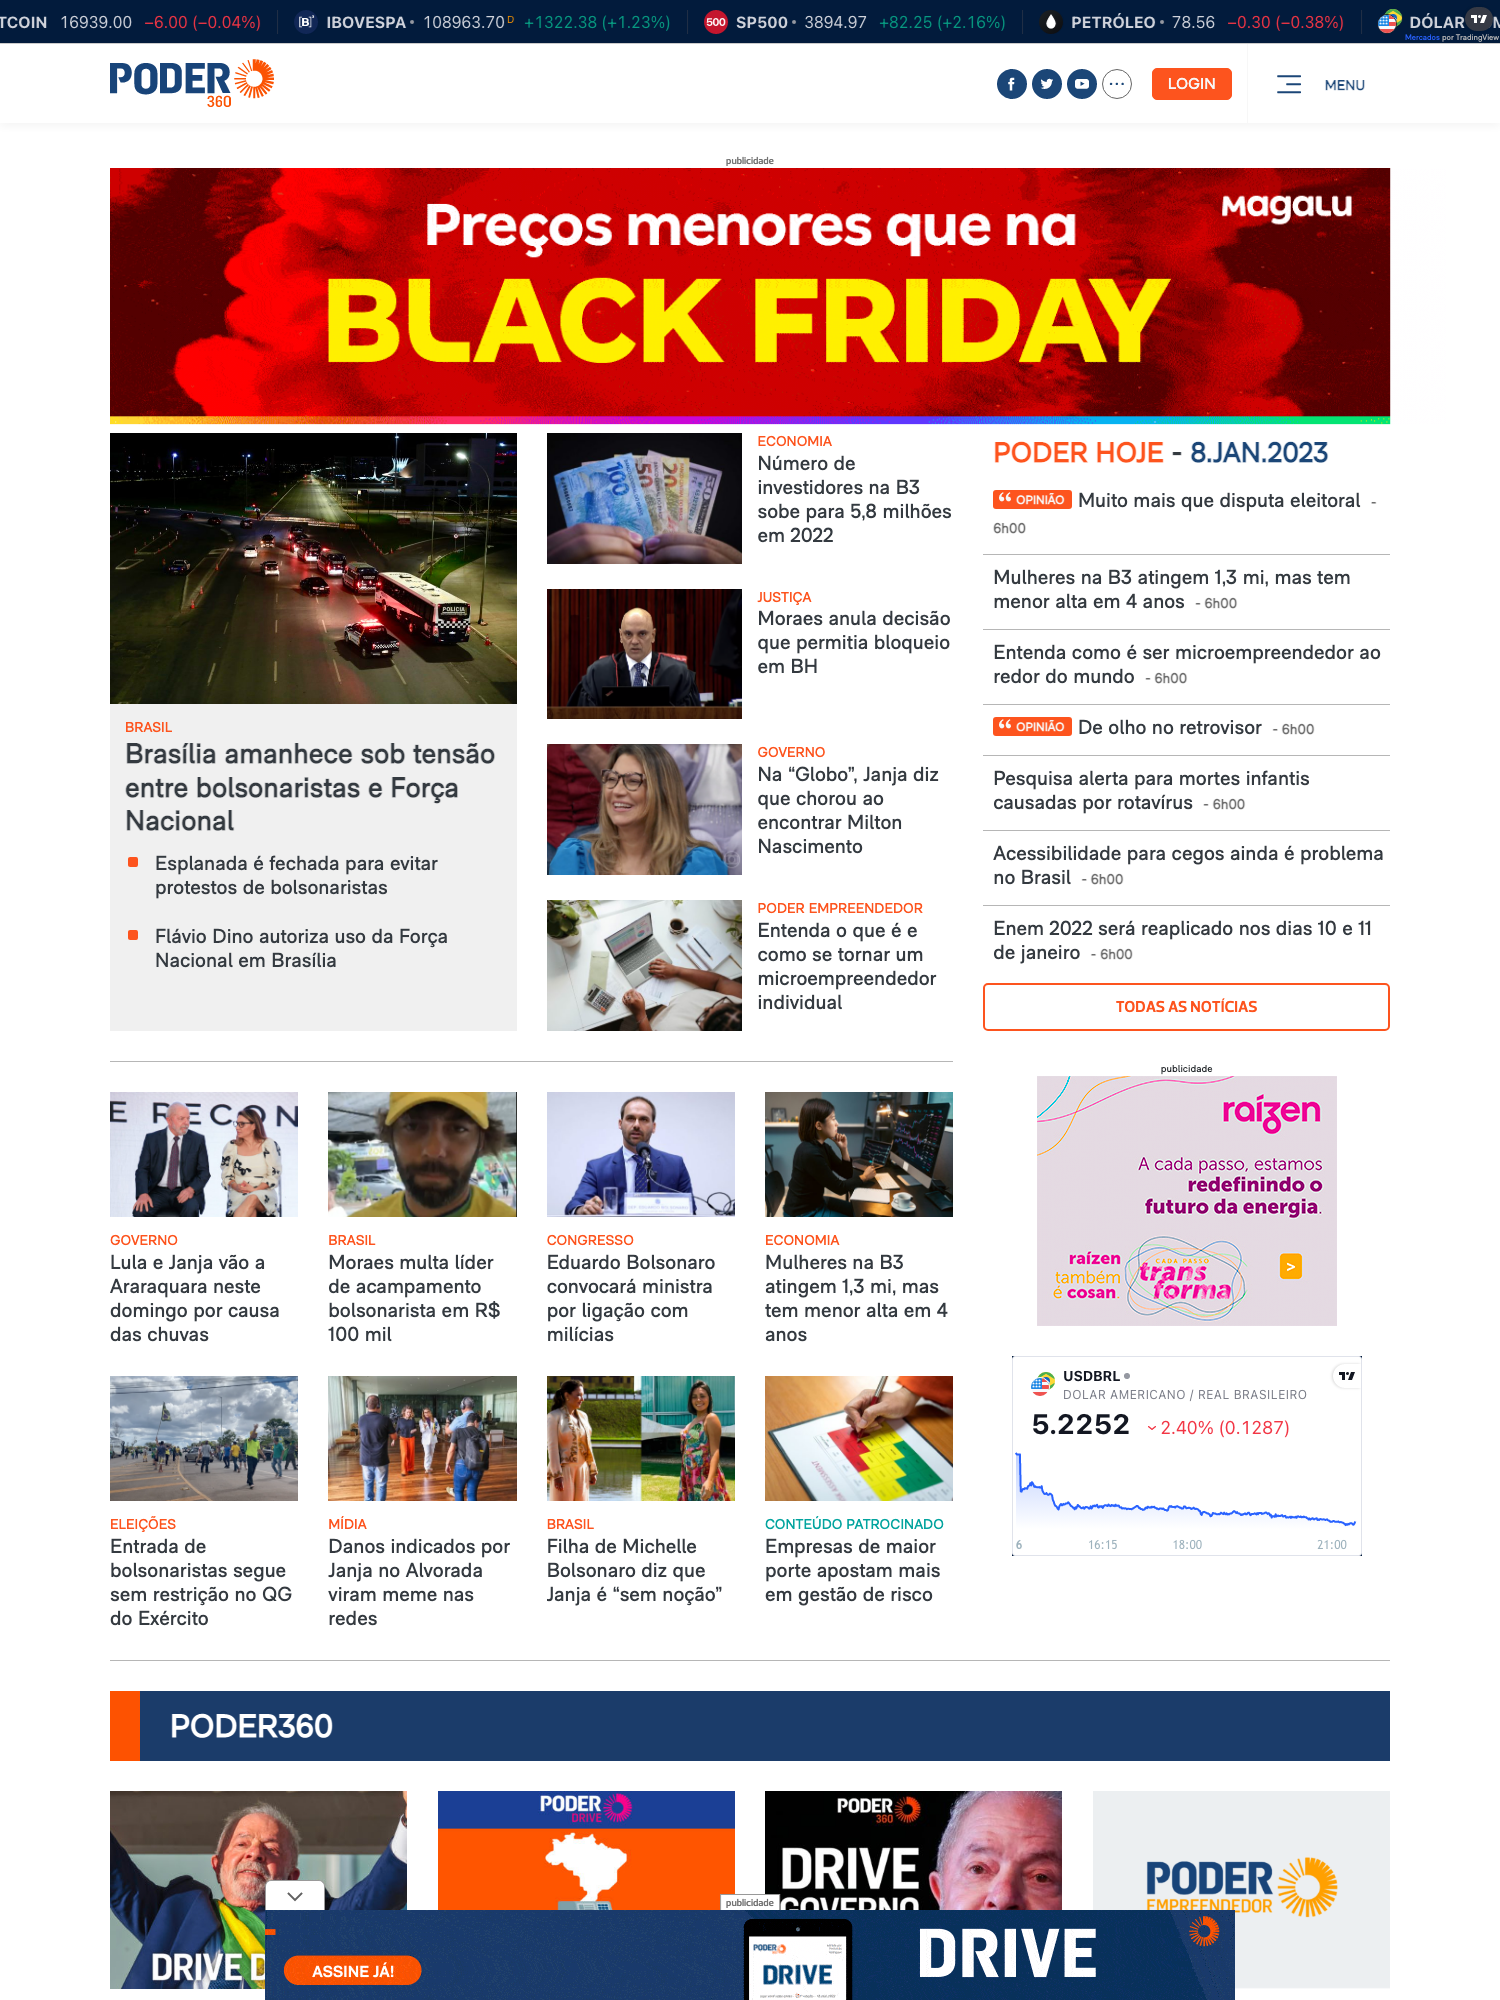 TCOIN 16939.00 −6.00 (−0.04%) IBOVESPA 108963.70 D +1322.38 (+1.23%) 500 SP500 3894.97 +82.25 (+2.16%) PETRÓLEO 78.56 −0.30 (−0.38%) DÓLAR
Mercados por TradingView
PODER
360
LOGIN
MENU
publicidade
Preços menores que na
Magalu
BLACK FRIDAY
POLICIA
BRASIL
Brasília amanhece sob tensão
entre bolsonaristas e Força
Nacional
Esplanada é fechada para evitar
protestos de bolsonaristas
Flávio Dino autoriza uso da Força
Nacional em Brasília
ECONOMIA
Número de
investidores na B3
sobe para 5,8 milhões
em 2022
JUSTIÇA
Moraes anula decisão
que permitia bloqueio
em BH
GOVERNO
Na “Globo”, Janja diz
que chorou ao
encontrar Milton
Nascimento
PODER EMPREENDEDOR
Entenda o que é e
como se tornar um
microempreendedor
individual
PODER HOJE - 8.JAN.2023
OPINIÃO Muito mais que disputa eleitoral -
6h00
Mulheres na B3 atingem 1,3 mi, mas tem
menor alta em 4 anos - 6h00
Entenda como é ser microempreendedor ao
redor do mundo - 6h00
OPINIÃO De olho no retrovisor - 6h00
Pesquisa alerta para mortes infantis
causadas por rotavírus - 6h00
Acessibilidade para cegos ainda é problema
no Brasil - 6h00
Enem 2022 será reaplicado nos dias 10 e 11
de janeiro - 6h00
TODAS AS NOTÍCIAS
E RECON
GOVERNO
Lula e Janja vão a
Araraquara neste
domingo por causa
das chuvas
BRASIL
Moraes multa líder
de acampamento
bolsonarista em R$
100 mil
CONGRESSO
Eduardo Bolsonaro
convocará ministra
por ligação com
milícias
ECONOMIA
Mulheres na B3
atingem 1,3 mi, mas
tem menor alta em 4
anos
ELEIÇÕES
Entrada de
bolsonaristas segue
sem restrição no QG
do Exército
MÍDIA
Danos indicados por
Janja no Alvorada
viram meme nas
redes
BRASIL
Filha de Michelle
Bolsonaro diz que
Janja é “sem noção”
CONTEÚDO PATROCINADO
Empresas de maior
porte apostam mais
em gestão de risco
publicidade
raízen
A cada passo, estamos
redefinindo o
futuro da energia.
raízen
também
é cosan.
CADA PASSO
trans
forma
>
USDBRL
DOLAR AMERICANO / REAL BRASILEIRO
5.2252 2.40% (0.1287)
6 16:15 18:00 21:00
PODER360
DRIVE D
PODER
DRIVE
PODER
360
DRIVE
GOVERNO
PODER
EMPREENDEDOR
publicidade
ASSINE JÁ!
PODER
DRIVE
DRIVE